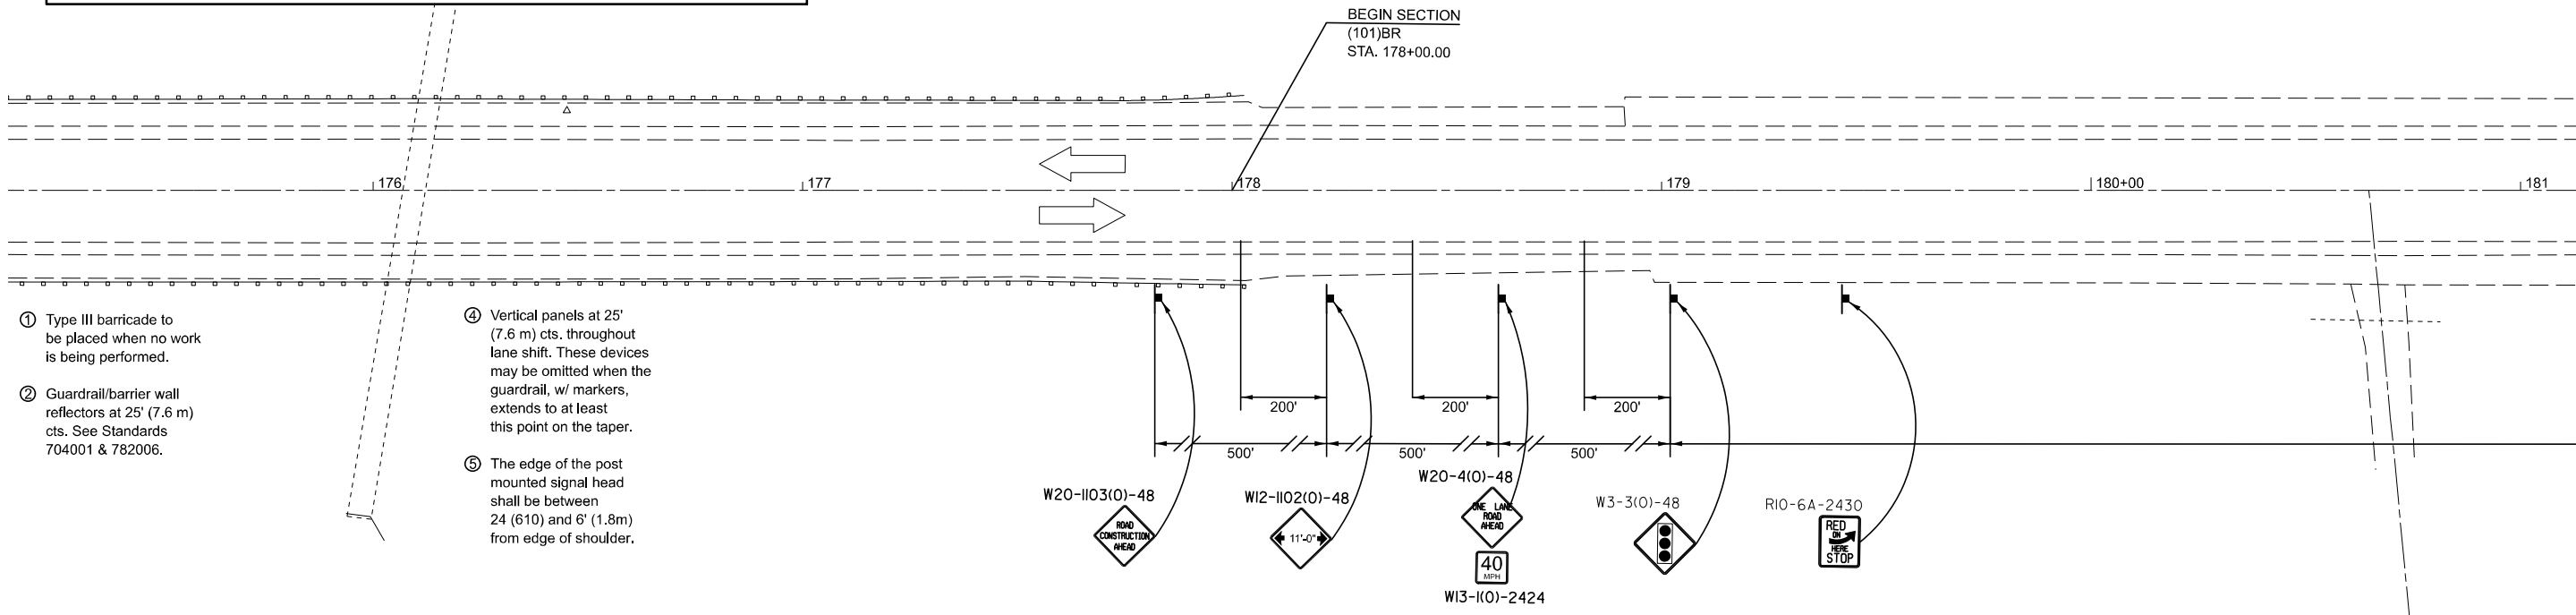 BEGIN SECTION
(101)BR
STA. 178+00.00
176
177
178
179
180+00
181
① Type III barricade to
be placed when no work
is being performed.
② Guardrail/barrier wall
reflectors at 25' (7.6 m)
cts. See Standards
704001 & 782006.
④ Vertical panels at 25'
(7.6 m) cts. throughout
lane shift. These devices
may be omitted when the
guardrail, w/ markers,
extends to at least
this point on the taper.
⑤ The edge of the post
mounted signal head
shall be between
24 (610) and 6' (1.8m)
from edge of shoulder.
200'
200'
200'
500'
500'
500'
W20-1103(0)-48
ROAD
CONSTRUCTION
AHEAD
W12-1102(0)-48
11'-0"
W20-4(0)-48
ONE LANE
ROAD
AHEAD
40
MPH
W13-1(0)-2424
W3-3(0)-48
R10-6A-2430
RED
ON
HERE
STOP